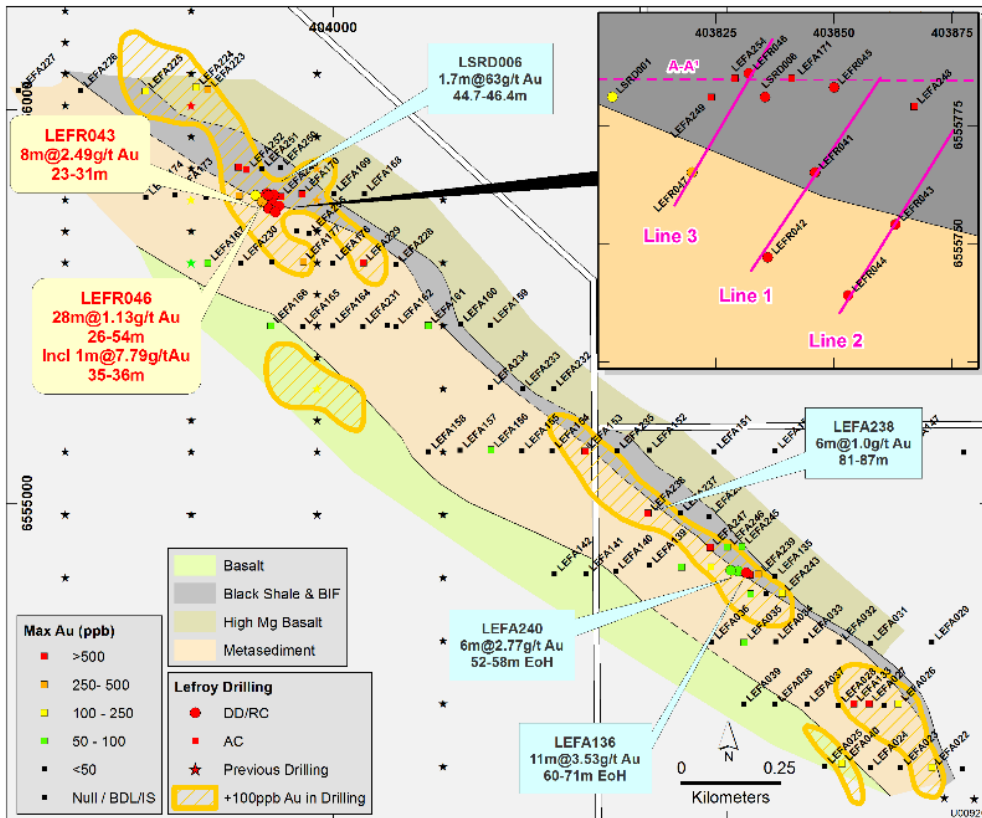 404000
LEFA227
LEFA226
LEFA225
LEFA224
LEFA223
6556000
LSRD006
1.7m@63g/t Au
44.7-46.4m
LEFR043
8m@2.49g/t Au
23-31m
LEFA252
LEFA251
LEFA250
LEFA170
LEFA169
LEFA168
LEFA173
LEFA230
LEFA176
LEFA229
LEFA228
LEFA167
LEFR046
28m@1.13g/t Au
26-54m
Incl 1m@7.79g/tAu
35-36m
LEFA166
LEFA165
LEFA164
LEFA231
LEFA162
LEFA161
LEFA160
LEFA159
LEFA234
LEFA233
LEFA232
LEFA158
LEFA157
LEFA156
LEFA155
LEFA154
LEFA153
LEFA235
LEFA152
LEFA151
LEFA238
6m@1.0g/t Au
81-87m
6555000
LEFA238
LEFA237
LEFA247
LEFA246
LEFA245
LEFA142
LEFA141
LEFA140
LEFA139
LEFA239
LEFA135
LEFA243
LEFA240
6m@2.77g/t Au
52-58m EoH
LEFA036
LEFA035
LEFA034
LEFA033
LEFA032
LEFA031
LEFA029
LEFA039
LEFA038
LEFA037
LEFA028
LEFA133
LEFA027
LEFA026
LEFA136
11m@3.53g/t Au
60-71m EoH
LEFA025
LEFA040
LEFA024
LEFA023
LEFA022
403825
403850
403875
A-A¹
LEFA254
LEFR046
LSRD006
LEFA171
LEFR045
LEFA248
LSRD001
LEFA249
6555775
LEFR047
LEFR041
LEFR043
LEFR042
LEFR044
6555750
Line 3
Line 1
Line 2
Basalt
Black Shale & BIF
High Mg Basalt
Metasediment
Max Au (ppb)
>500
250- 500
100 - 250
50 - 100
<50
Null / BDL/IS
Lefroy Drilling
DD/RC
AC
Previous Drilling
+100ppb Au in Drilling
N
0
0.25
Kilometers